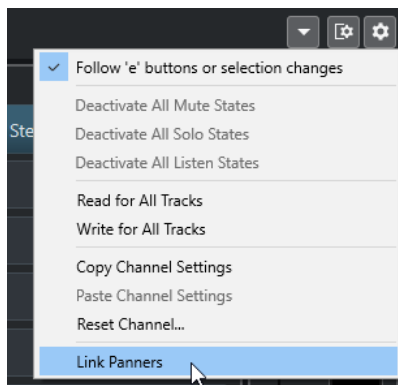 Follow 'e' buttons or selection changes
Deactivate All Mute States
Ste
Deactivate All Solo States
Deactivate All Listen States
Read for All Tracks
Write for All Tracks
Copy Channel Settings
Paste Channel Settings
Reset Channel...
Link Panners